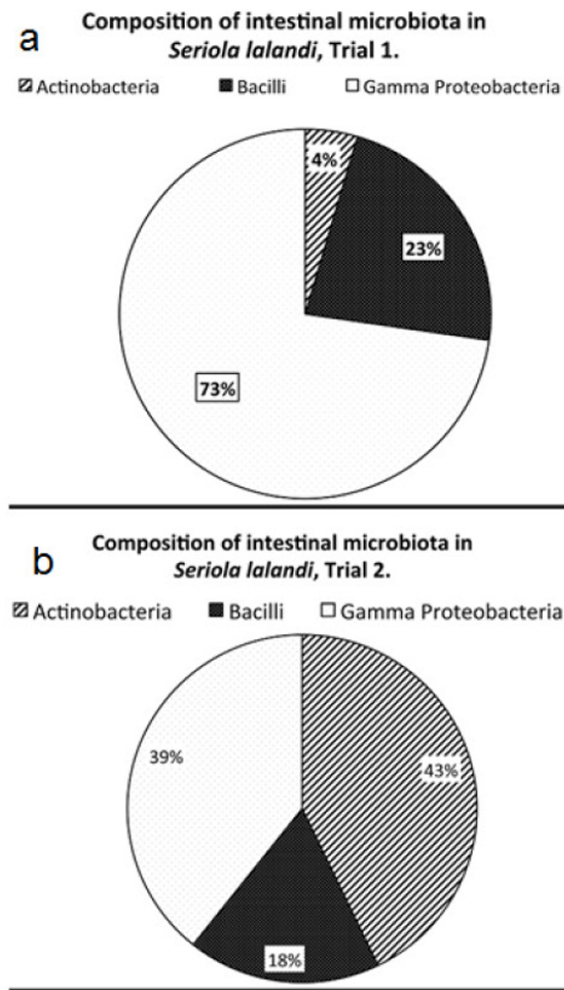 a
Composition of intestinal microbiota in
Seriola lalandi, Trial 1.
Actinobacteria Bacilli Gamma Proteobacteria
4%
23%
73%
b
Composition of intestinal microbiota in
Seriola lalandi, Trial 2.
Actinobacteria Bacilli Gamma Proteobacteria
39%
43%
18%